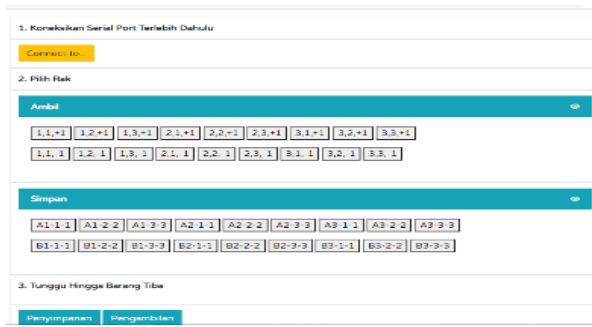 1. Koneksikan Serial Port Terlebih Dahulu
Connect to...
2. Pilih Rak
Ambil
1,1,+1 1,2,+1 1,3,+1 2,1,+1 2,2,+1 2,3,+1 3,1,+1 3,2,+1 3,3,+1
1,1,-1 1,2,-1 1,3,-1 2,1,-1 2,2,-1 2,3,-1 3,1,-1 3,2,-1 3,3,-1
Simpan
A1-1-1 A1-2-2 A1-3-3 A2-1-1 A2-2-2 A2-3-3 A3-1-1 A3-2-2 A3-3-3
B1-1-1 B1-2-2 B1-3-3 B2-1-1 B2-2-2 B2-3-3 B3-1-1 B3-2-2 B3-3-3
3. Tunggu Hingga Barang Tiba
Penyimpanan Pengambilan